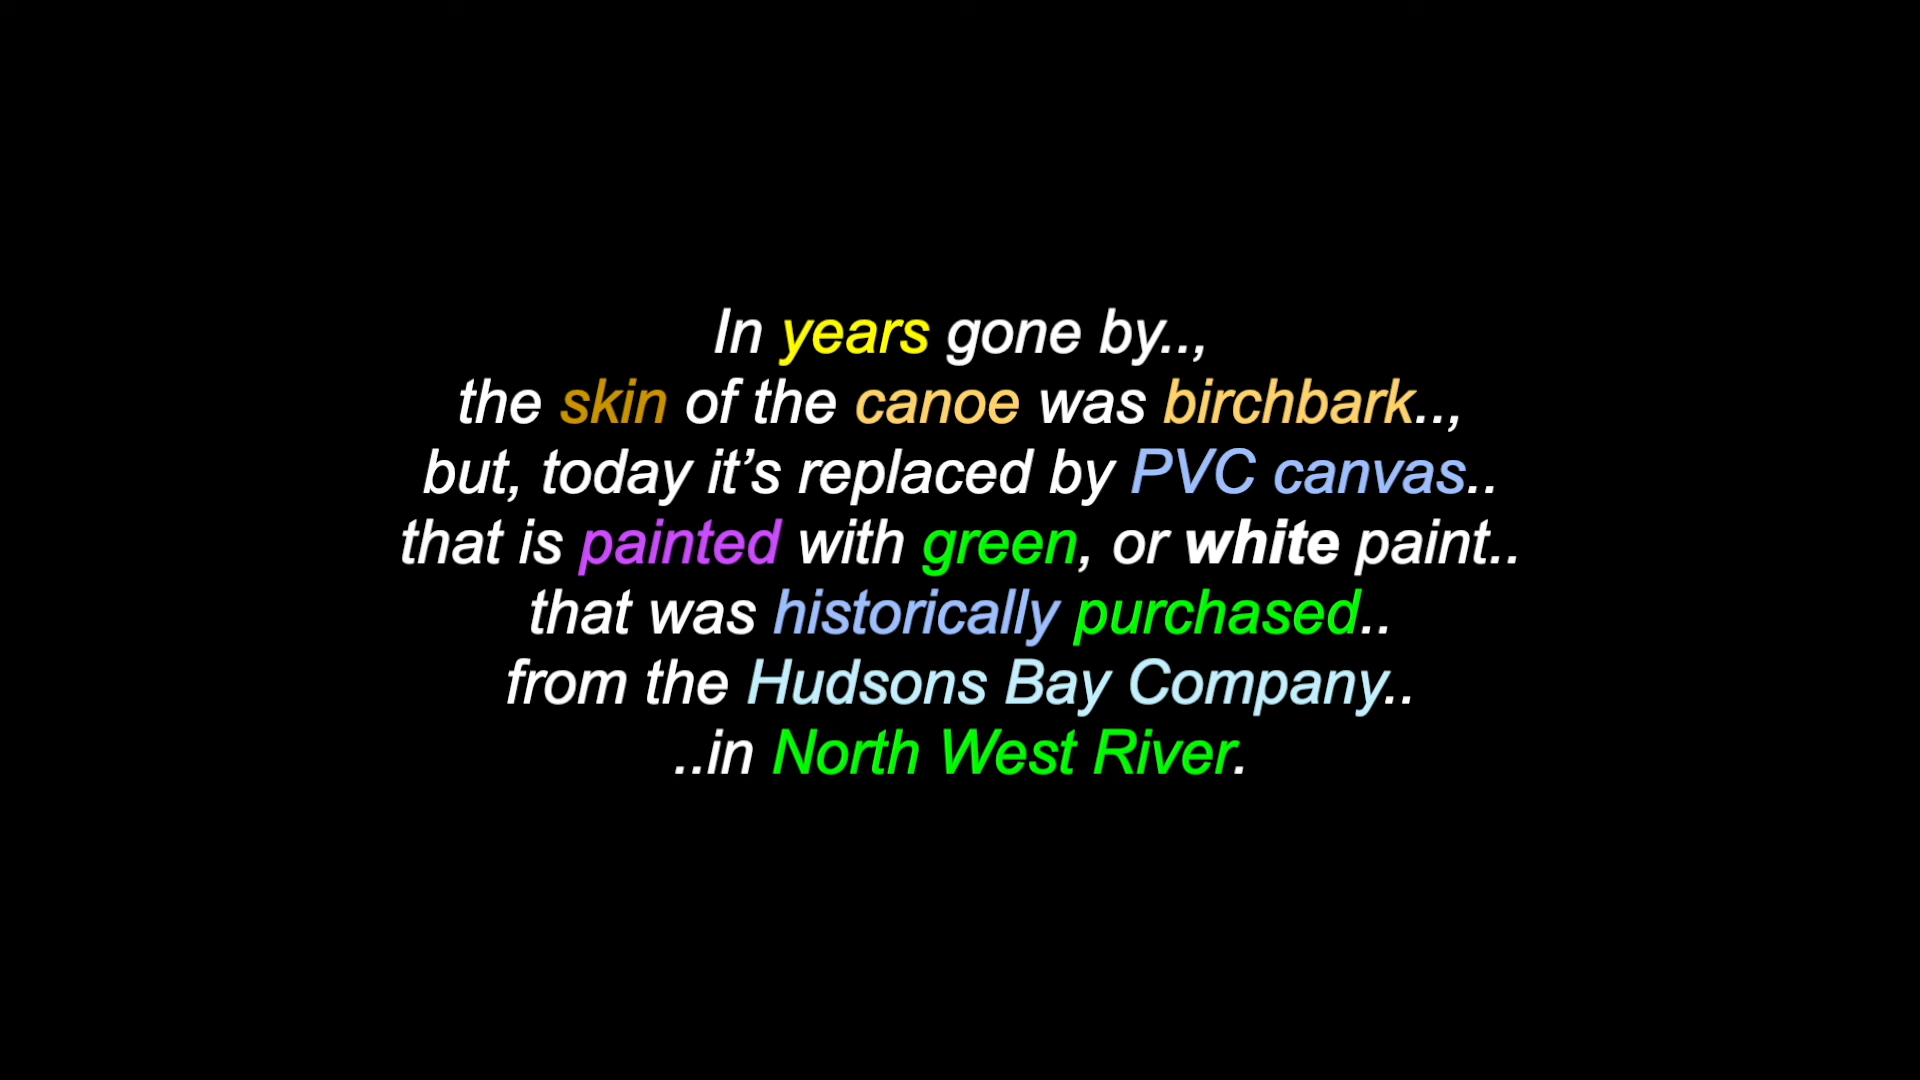 In years gone by..,
the skin of the canoe was birchbark..,
but, today it’s replaced by PVC canvas..
that is painted with green, or white paint..
that was historically purchased..
from the Hudsons Bay Company..
..in North West River.